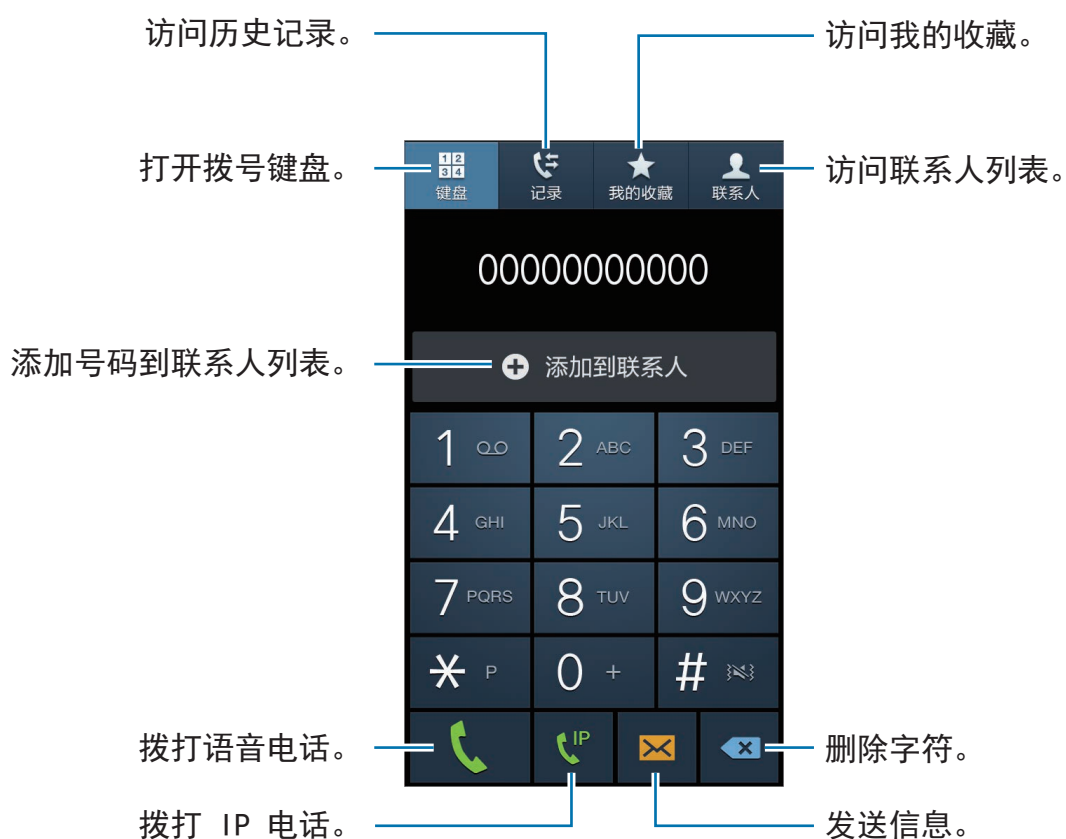 访问历史记录。
访问我的收藏。
打开拨号键盘。
1 2
3 4
键盘
记录
我的收藏
联系人
访问联系人列表。
00000000000
添加号码到联系人列表。
添加到联系人
1
2 ABC
3 DEF
4 GHI
5 JKL
6 MNO
7 PQRS
8 TUV
9 WXYZ
* P
0 +
#
拨打语音电话。
IP
删除字符。
拨打 IP 电话。
发送信息。